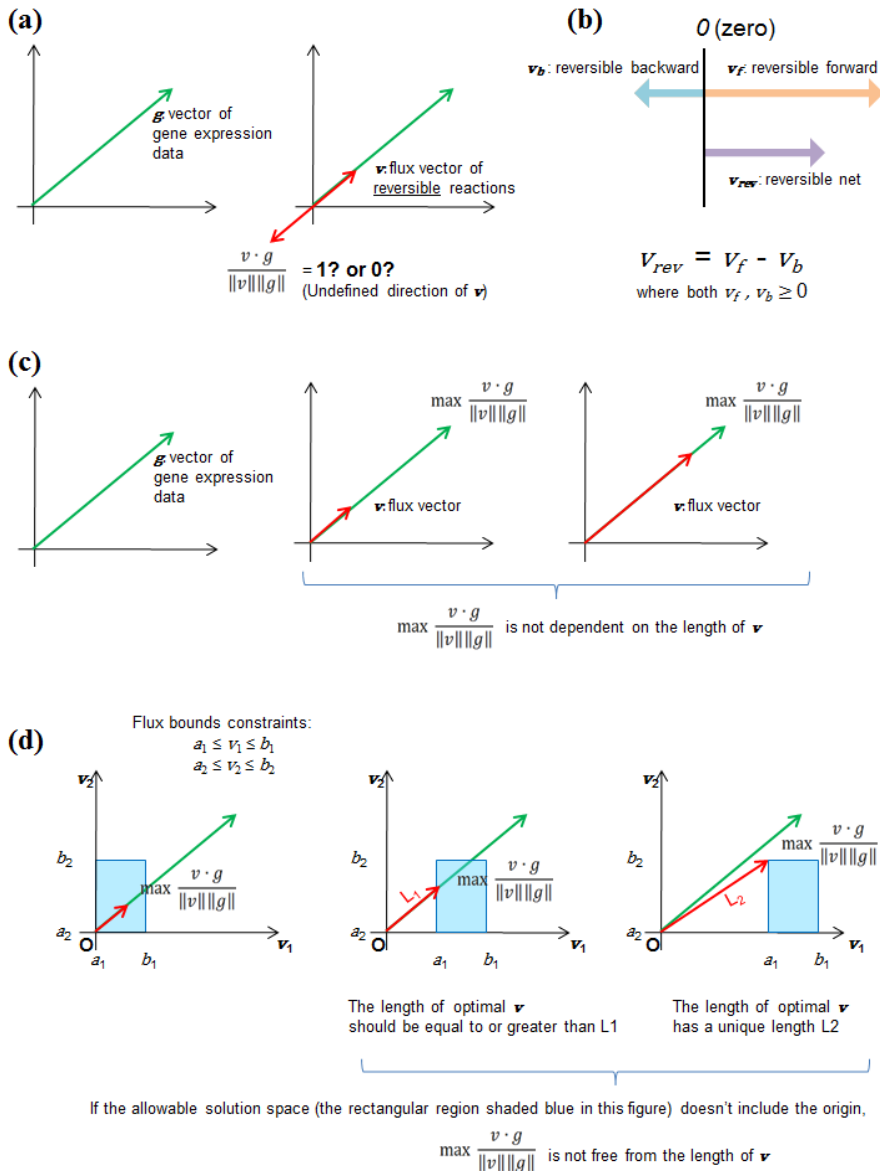 (a)
g: vector of
gene expression
data
v: flux vector of
reversible reactions
v · g
‖v‖‖g‖
= 1? or 0?
(Undefined direction of v)
(b)
0 (zero)
v_b: reversible backward
v_f: reversible forward
v_rev: reversible net
v_rev = v_f - v_b
where both v_f , v_b ≥ 0
(c)
g: vector of
gene expression
data
max v · g / ‖v‖‖g‖
v: flux vector
max v · g / ‖v‖‖g‖
v: flux vector
max v · g / ‖v‖‖g‖ is not dependent on the length of v
(d)
Flux bounds constraints:
a1 ≤ v1 ≤ b1
a2 ≤ v2 ≤ b2
v2
b2
max v · g / ‖v‖‖g‖
a2
O
v1
a1 b1
v2
b2
L1
max v · g / ‖v‖‖g‖
a2
O
v1
a1 b1
The length of optimal v
should be equal to or greater than L1
v2
b2
max v · g / ‖v‖‖g‖
L2
a2
O
v1
a1 b1
The length of optimal v
has a unique length L2
If the allowable solution space (the rectangular region shaded blue in this figure) doesn't include the origin,
max v · g / ‖v‖‖g‖ is not free from the length of v